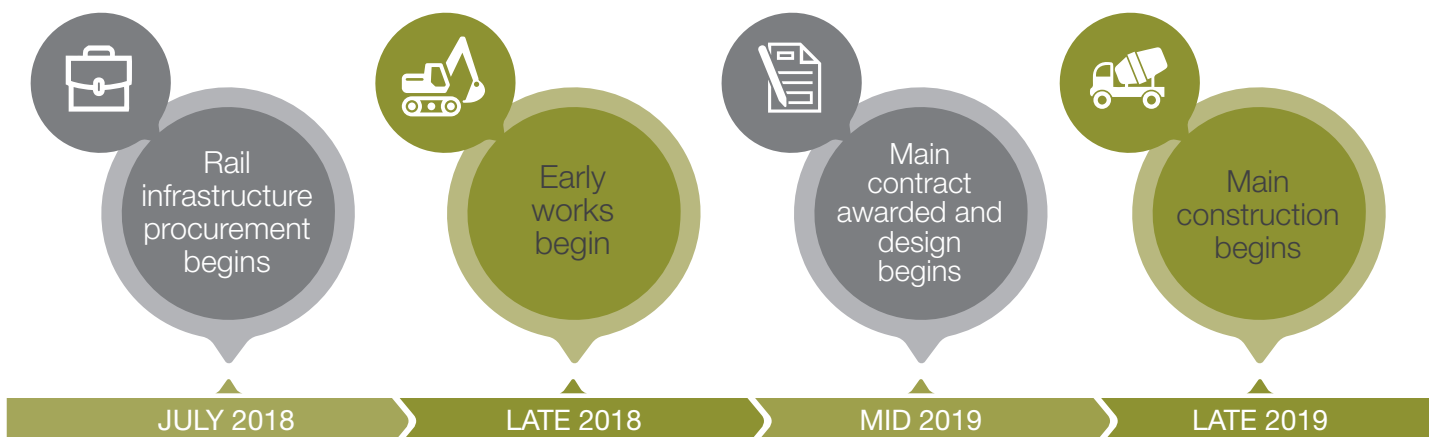 Rail
infrastructure
procurement
begins
Early
works
begin
Main
contract
awarded and
design
begins
Main
construction
begins
JULY 2018
LATE 2018
MID 2019
LATE 2019